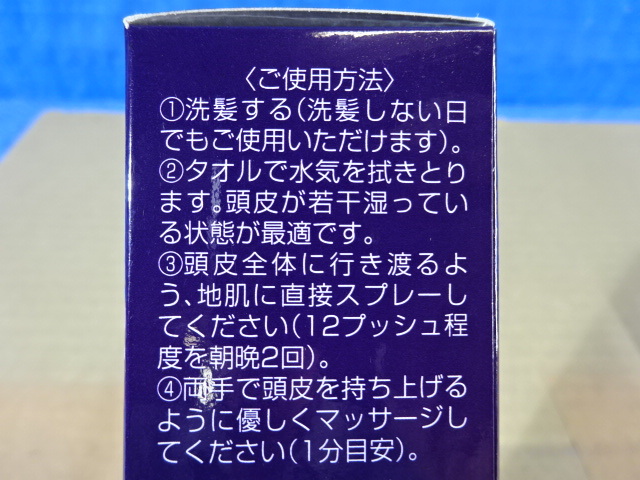 〈ご使用方法〉
①洗髪する(洗髪しない日
でもご使用いただけます)。
②タオルで水気を拭きとり
ます。頭皮が若干湿ってい
る状態が最適です。
③頭皮全体に行き渡るよ
う、地肌に直接スプレーし
てください(12プッシュ程
度を朝晩2回)。
④両手で頭皮を持ち上げる
ように優しくマッサージし
てください(1分目安)。